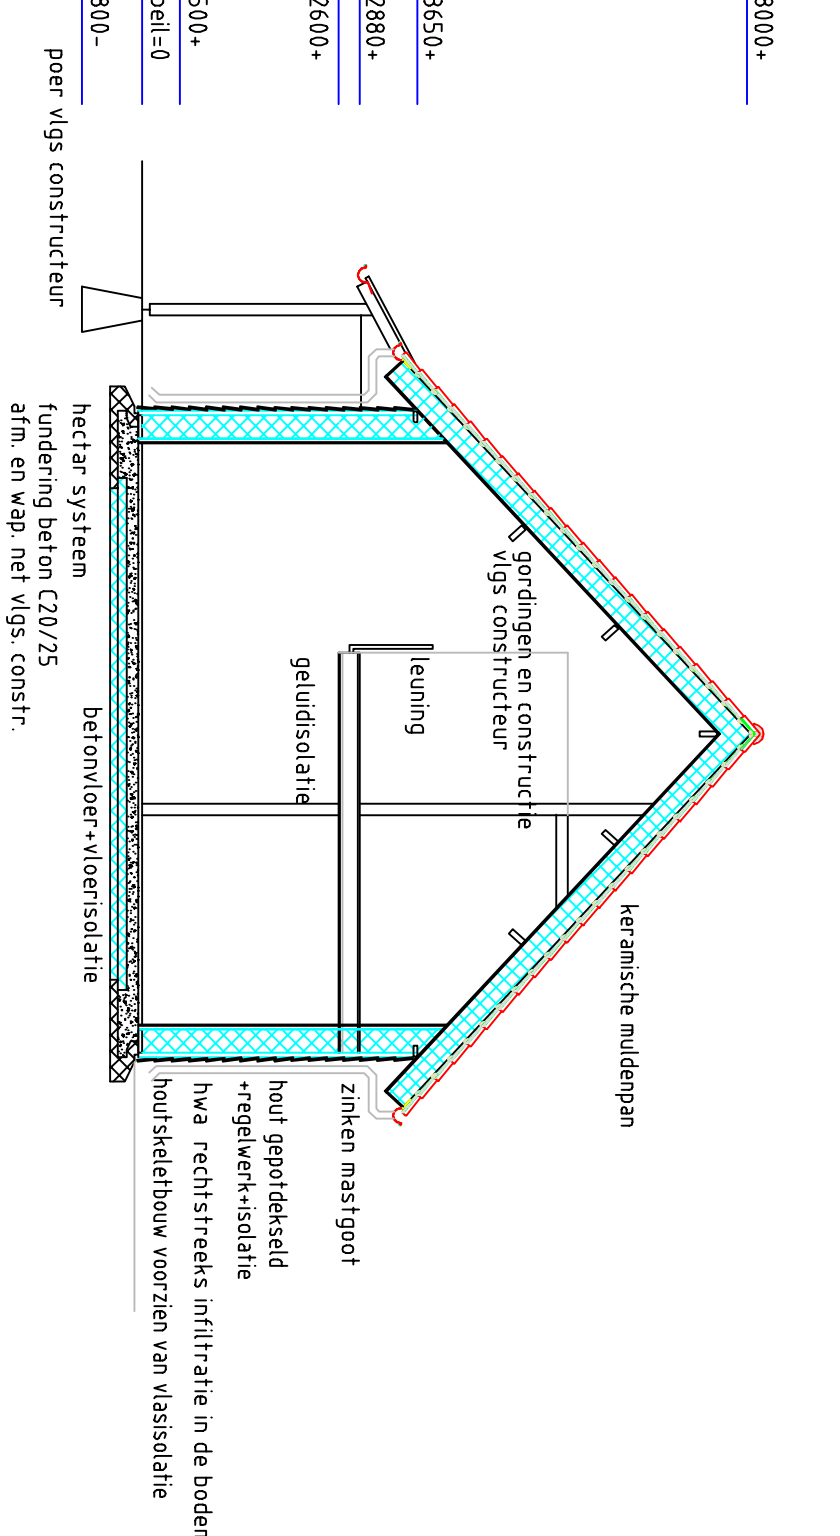 8000+
3650+
2880+
2600+
500+
peil=0
800-
poer vlgs constructeur
gordingen en constructie
vlgs constructeur
leuning
geluidisolatie
keramische muldenpan
hectar systeem
fundering beton C20/25
afm. en wap. net vlgs. constr.
betonvloer+vloerisolatie
zinken mastgoot
hout gepotdekseld
+regelwerk+isolatie
hwa rechtstreeks infiltratie in de boden
houtskeletbouw voorzien van vlasisolatie